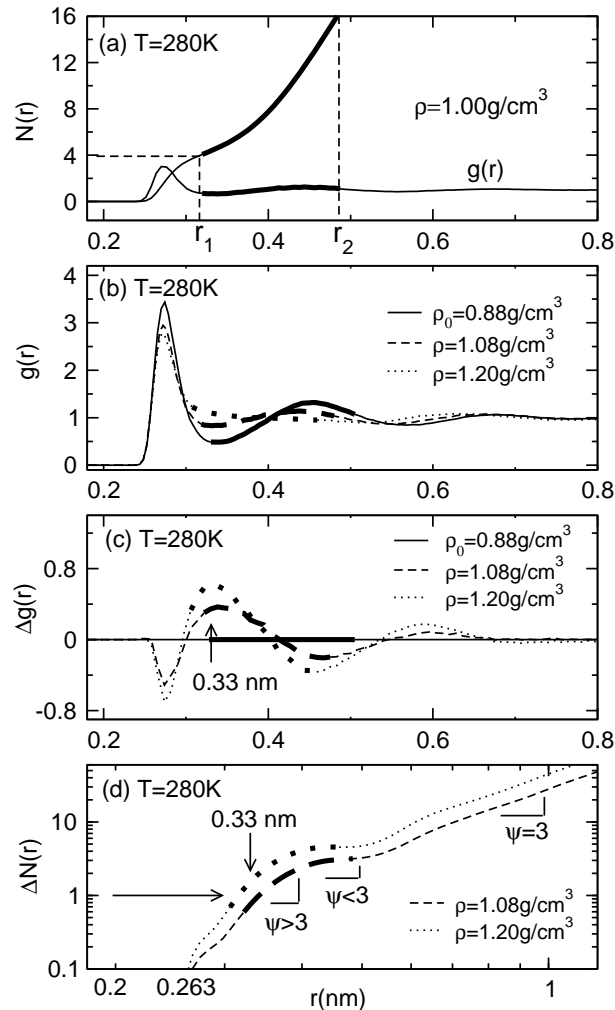 16
(a) T=280K
12
N(r)
8
ρ=1.00g/cm³
4
g(r)
0
0.2 r₁ 0.4 r₂ 0.6 0.8
(b) T=280K
4
ρ₀=0.88g/cm³
3
ρ=1.08g/cm³
g(r)
2
ρ=1.20g/cm³
1
0
0.2 0.4 0.6 0.8
(c) T=280K
ρ₀=0.88g/cm³
0.8
ρ=1.08g/cm³
Δg(r)
ρ=1.20g/cm³
0
0.33 nm
-0.8
0.2 0.4 0.6 0.8
(d) T=280K
0.33 nm
10
ψ=3
ΔN(r)
1
ψ>3 ψ<3
ρ=1.08g/cm³
ρ=1.20g/cm³
0.1
0.2 0.263 r(nm) 1